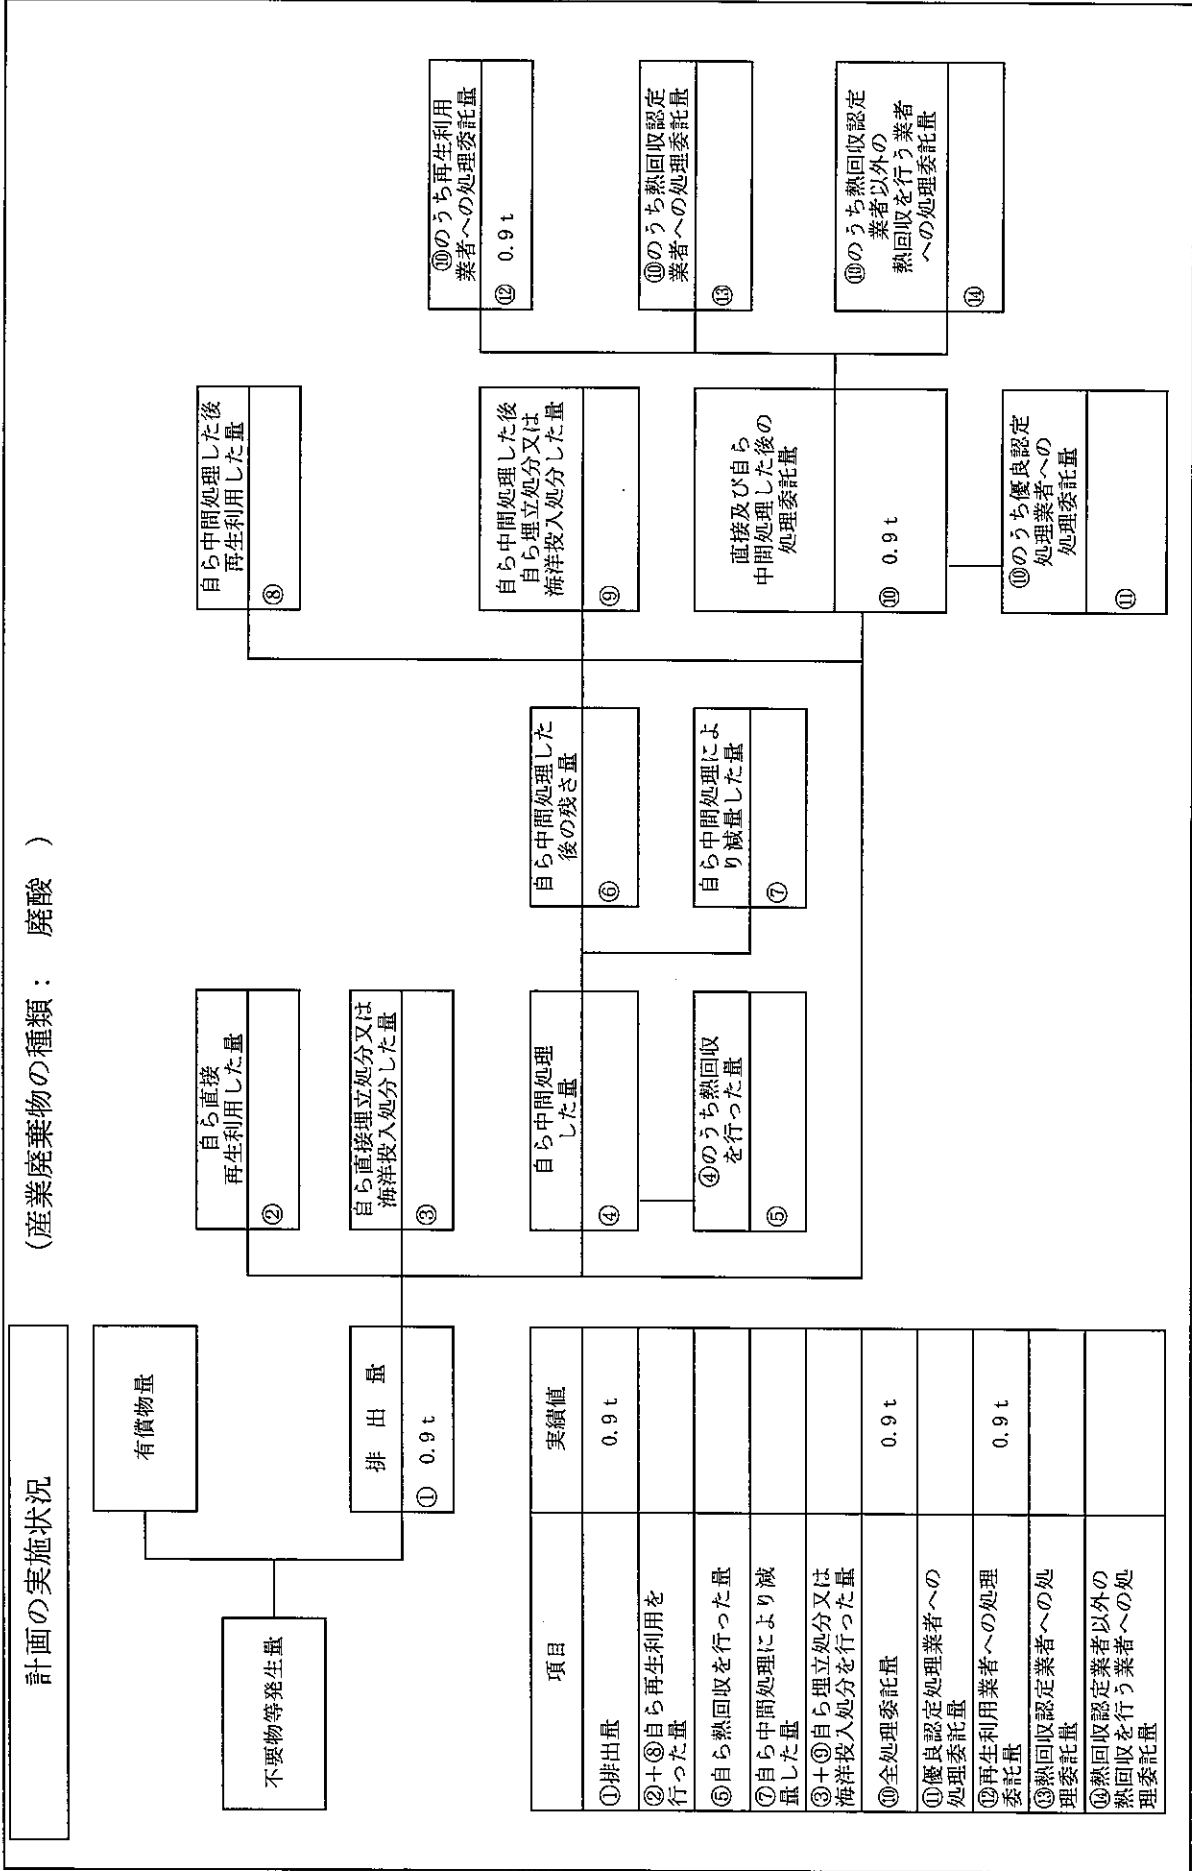 計画の実施状況
(産業廃棄物の種類： 廃酸 )
不要物等発生量
有償物量
排 出 量
① 0.9 t
自ら直接
再生利用した量
②
自ら直接埋立処分又は
海洋投入処分した量
③
自ら中間処理
した量
④
④のうち熱回収
を行った量
⑤
自ら中間処理した
後の残さ量
⑥
自ら中間処理によ
り減量した量
⑦
自ら中間処理した後
再生利用した量
⑧
自ら中間処理した後
自ら埋立処分又は
海洋投入処分した量
⑨
直接及び自ら
中間処理した後の
処理委託量
⑩ 0.9 t
⑩のうち優良認定
処理業者への
処理委託量
⑪
⑩のうち再生利用
業者への処理委託量
⑫ 0.9 t
⑩のうち熱回収認定
業者への処理委託量
⑬
⑩のうち熱回収認定
業者以外の
熱回収を行う業者
への処理委託量
⑭
項目 実績値
①排出量 0.9 t
②+⑧自ら再生利用を
行った量
⑤自ら熱回収を行った量
⑦自ら中間処理により減
量した量
③+⑨自ら埋立処分又は
海洋投入処分を行った量
⑩全処理委託量 0.9 t
⑪優良認定処理業者への
処理委託量
⑫再生利用業者への処理
委託量 0.9 t
⑬熱回収認定業者への処
理委託量
⑭熱回収認定業者以外の
熱回収を行う業者への処
理委託量